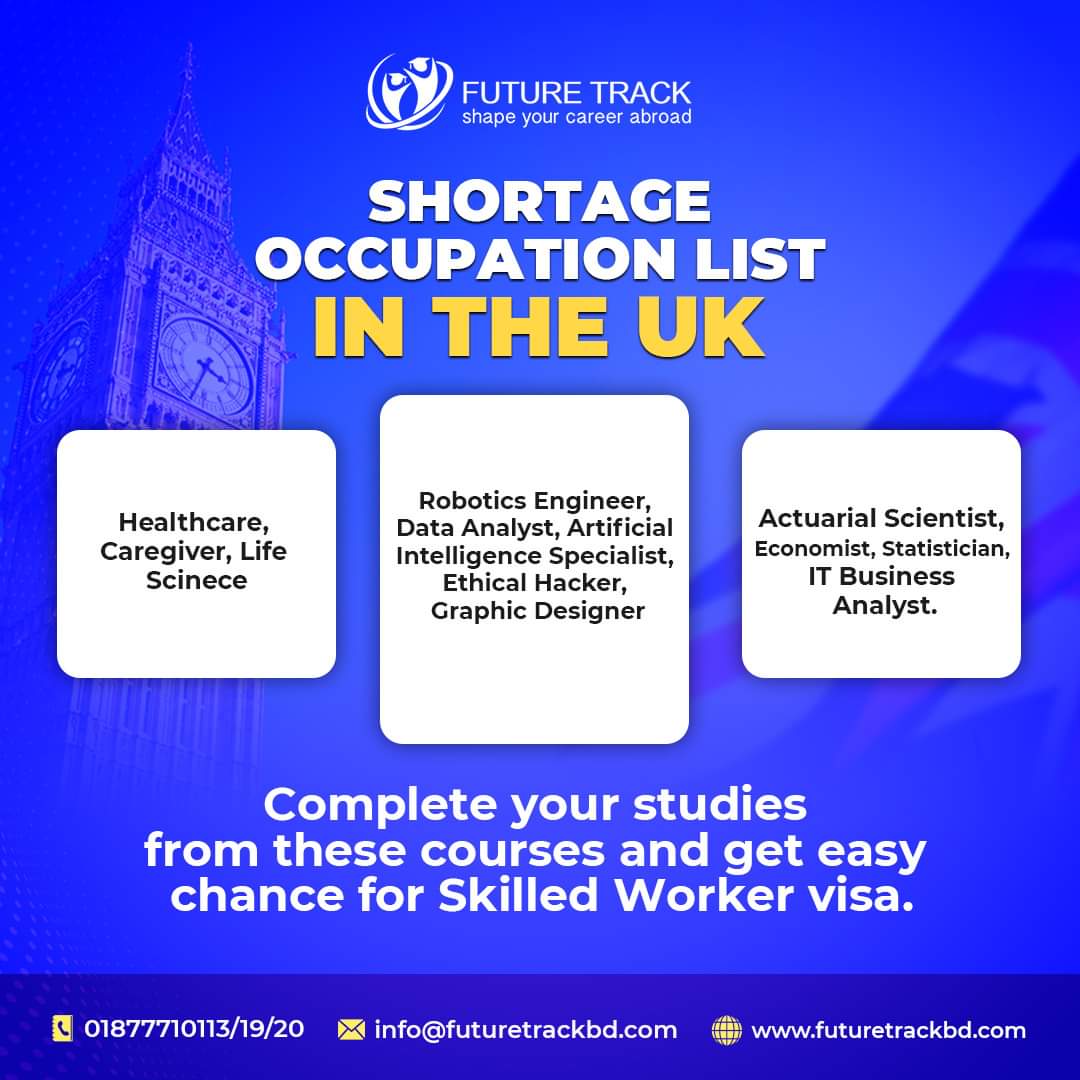 FUTURE TRACK
shape your career abroad
SHORTAGE
OCCUPATION LIST
IN THE UK
Healthcare,
Caregiver, Life
Scinece
Robotics Engineer,
Data Analyst, Artificial
Intelligence Specialist,
Ethical Hacker,
Graphic Designer
Actuarial Scientist,
Economist, Statistician,
IT Business
Analyst.
Complete your studies
from these courses and get easy
chance for Skilled Worker visa.
01877710113/19/20
info@futuretrackbd.com
www.futuretrackbd.com